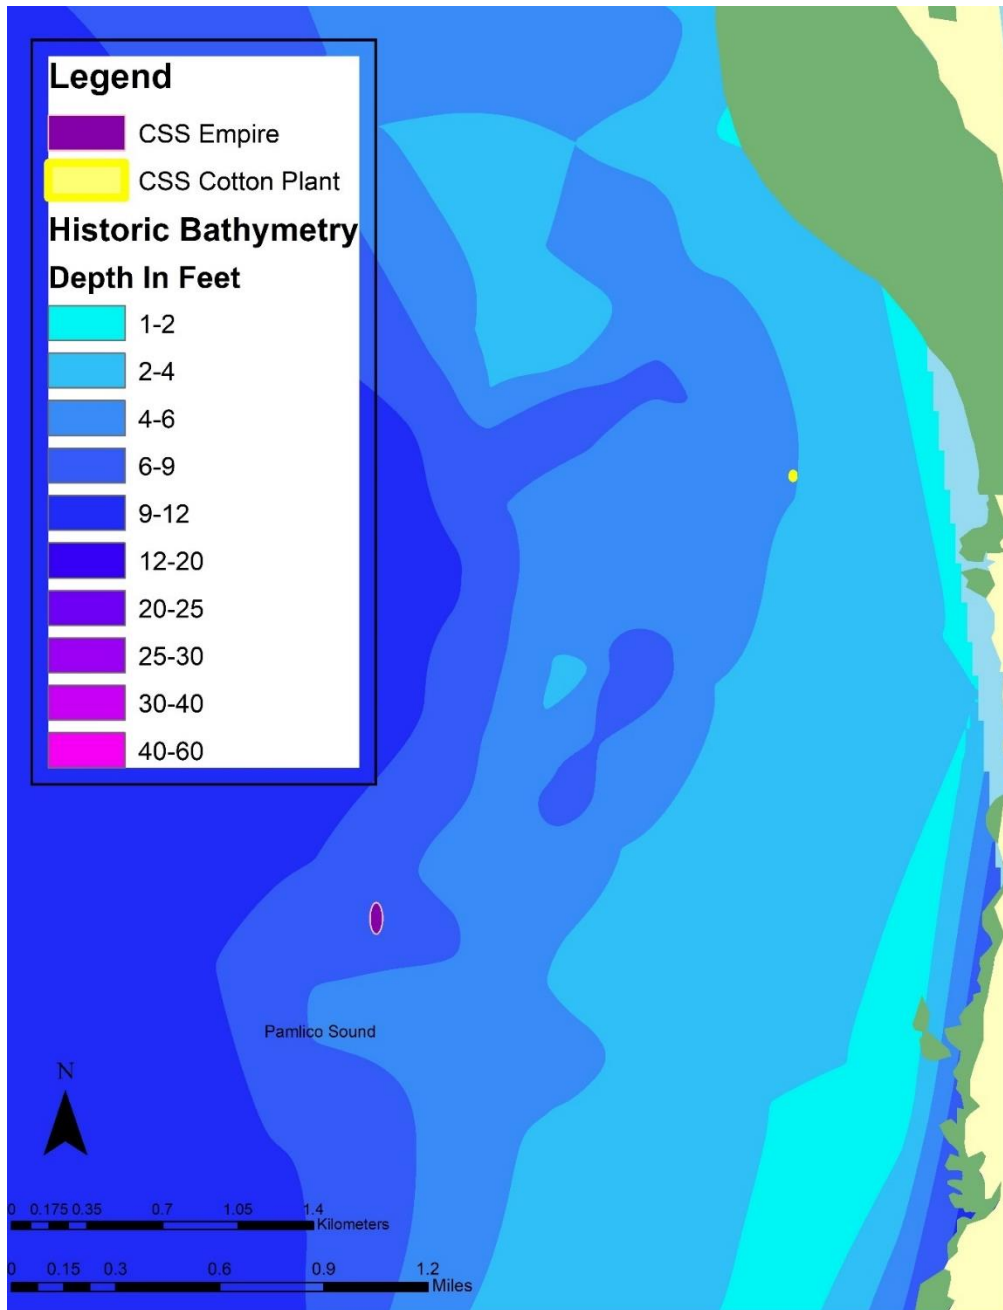 Legend
CSS Empire
CSS Cotton Plant
Historic Bathymetry
Depth In Feet
1-2
2-4
4-6
6-9
9-12
12-20
20-25
25-30
30-40
40-60
Pamlico Sound
N
0 0.175 0.35 0.7 1.05 1.4
Kilometers
0 0.15 0.3 0.6 0.9 1.2
Miles